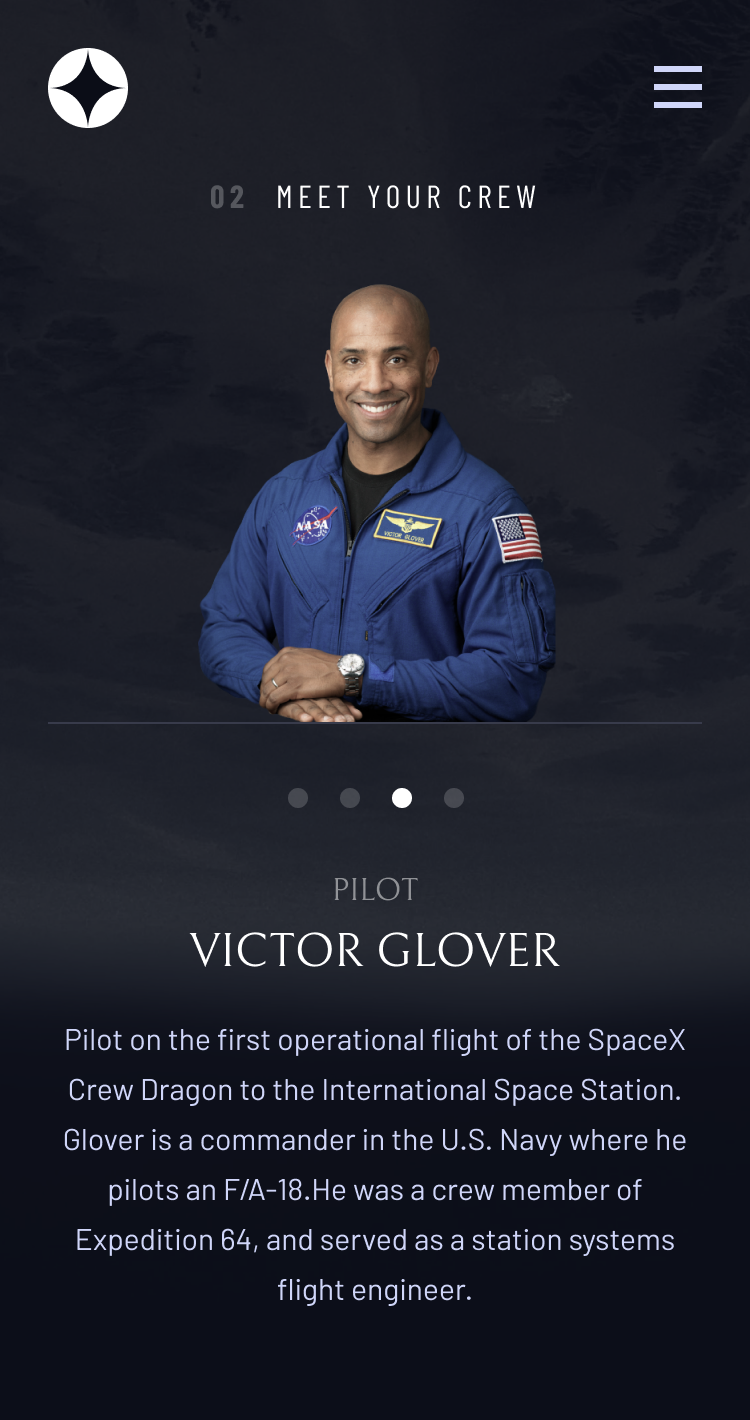 02 MEET YOUR CREW
NASA
VICTOR GLOVER
PILOT
VICTOR GLOVER
Pilot on the first operational flight of the SpaceX
Crew Dragon to the International Space Station.
Glover is a commander in the U.S. Navy where he
pilots an F/A-18.He was a crew member of
Expedition 64, and served as a station systems
flight engineer.